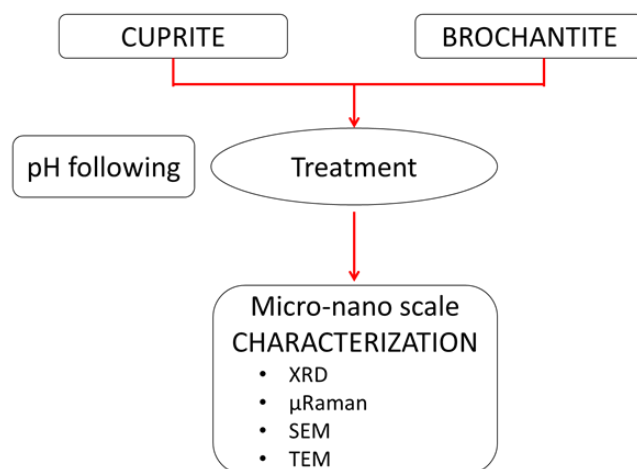 CUPRITE
BROCHANTITE
pH following
Treatment
Micro-nano scale
CHARACTERIZATION
• XRD
• µRaman
• SEM
• TEM